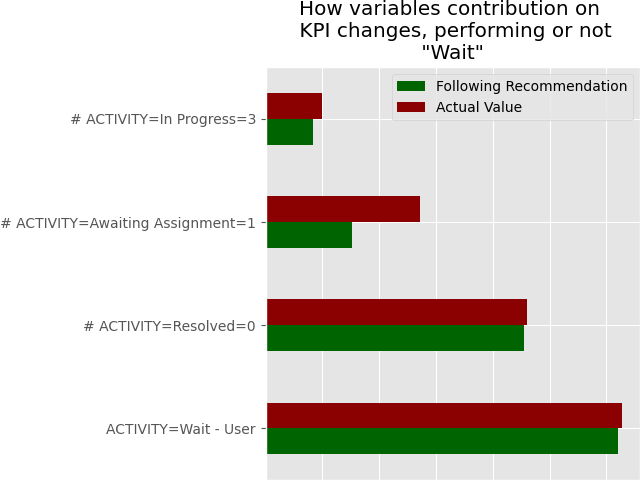 How variables contribution on
KPI changes, performing or not
"Wait"
Following Recommendation
Actual Value
# ACTIVITY=In Progress=3
# ACTIVITY=Awaiting Assignment=1
# ACTIVITY=Resolved=0
ACTIVITY=Wait - User